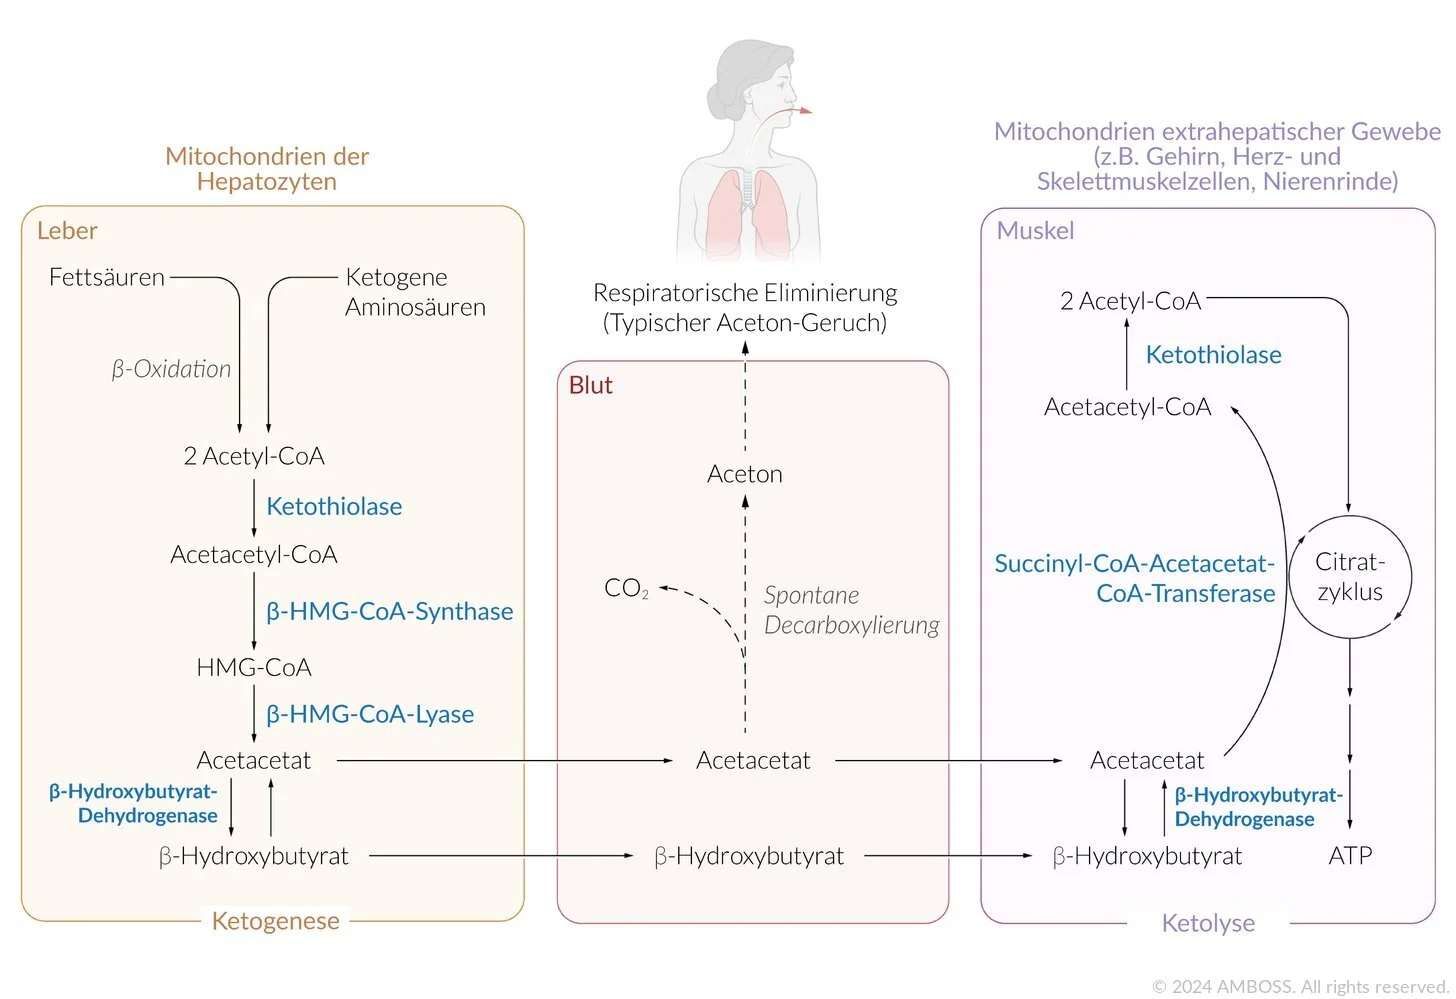 Mitochondrien der
Hepatozyten
Leber
Fettsäuren
Ketogene
Aminosäuren
β-Oxidation
2 Acetyl-CoA
Ketothiolase
Acetacetyl-CoA
β-HMG-CoA-Synthase
HMG-CoA
β-HMG-CoA-Lyase
Acetacetat
β-Hydroxybutyrat-
Dehydrogenase
β-Hydroxybutyrat
Ketogenese
Respiratorische Eliminierung
(Typischer Aceton-Geruch)
Blut
Aceton
CO₂
Spontane
Decarboxylierung
Acetacetat
β-Hydroxybutyrat
Mitochondrien extrahepatischer Gewebe
(z.B. Gehirn, Herz- und
Skelettmuskelzellen, Nierenrinde)
Muskel
2 Acetyl-CoA
Ketothiolase
Acetacetyl-CoA
Succinyl-CoA-Acetacetat-
CoA-Transferase
Citrat-
zyklus
Acetacetat
β-Hydroxybutyrat-
Dehydrogenase
β-Hydroxybutyrat
ATP
Ketolyse
© 2024 AMBOSS. All rights reserved.